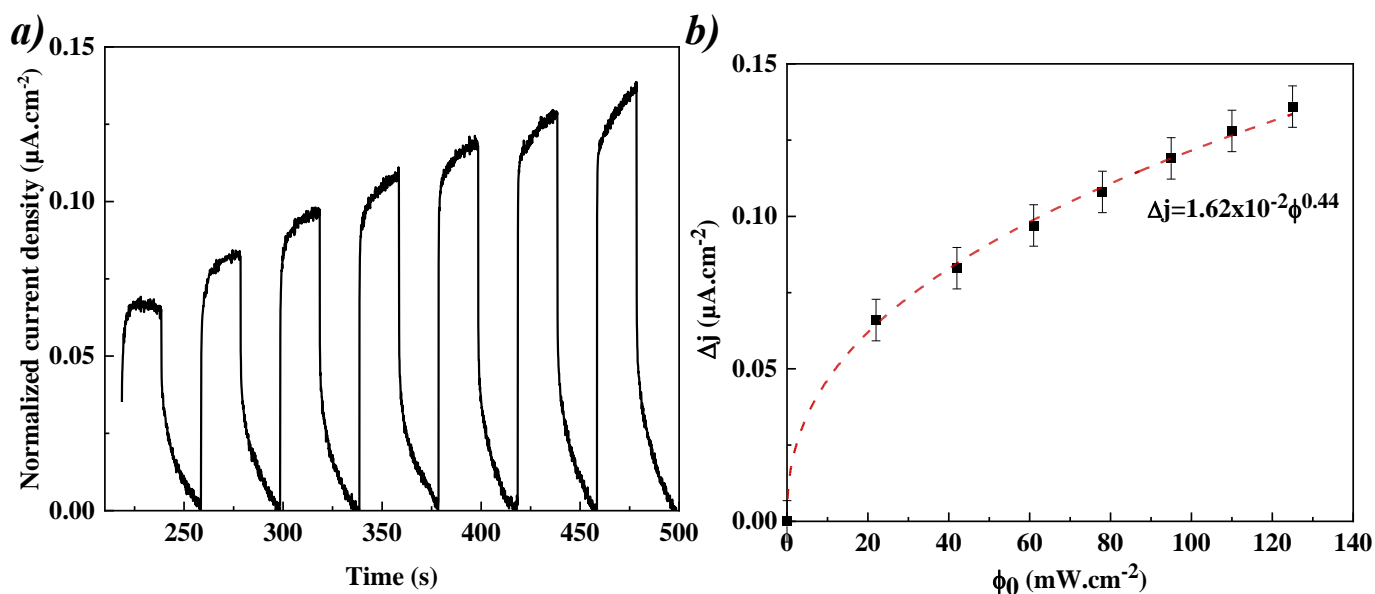 a)
Normalized current density (µA.cm⁻²)
0.15
0.10
0.05
0.00
250 300 350 400 450 500
Time (s)
b)
Δj (µA.cm⁻²)
0.15
0.10
0.05
0.00
Δj=1.62x10⁻²ϕ⁰·⁴⁴
0 20 40 60 80 100 120 140
ϕ₀ (mW.cm⁻²)